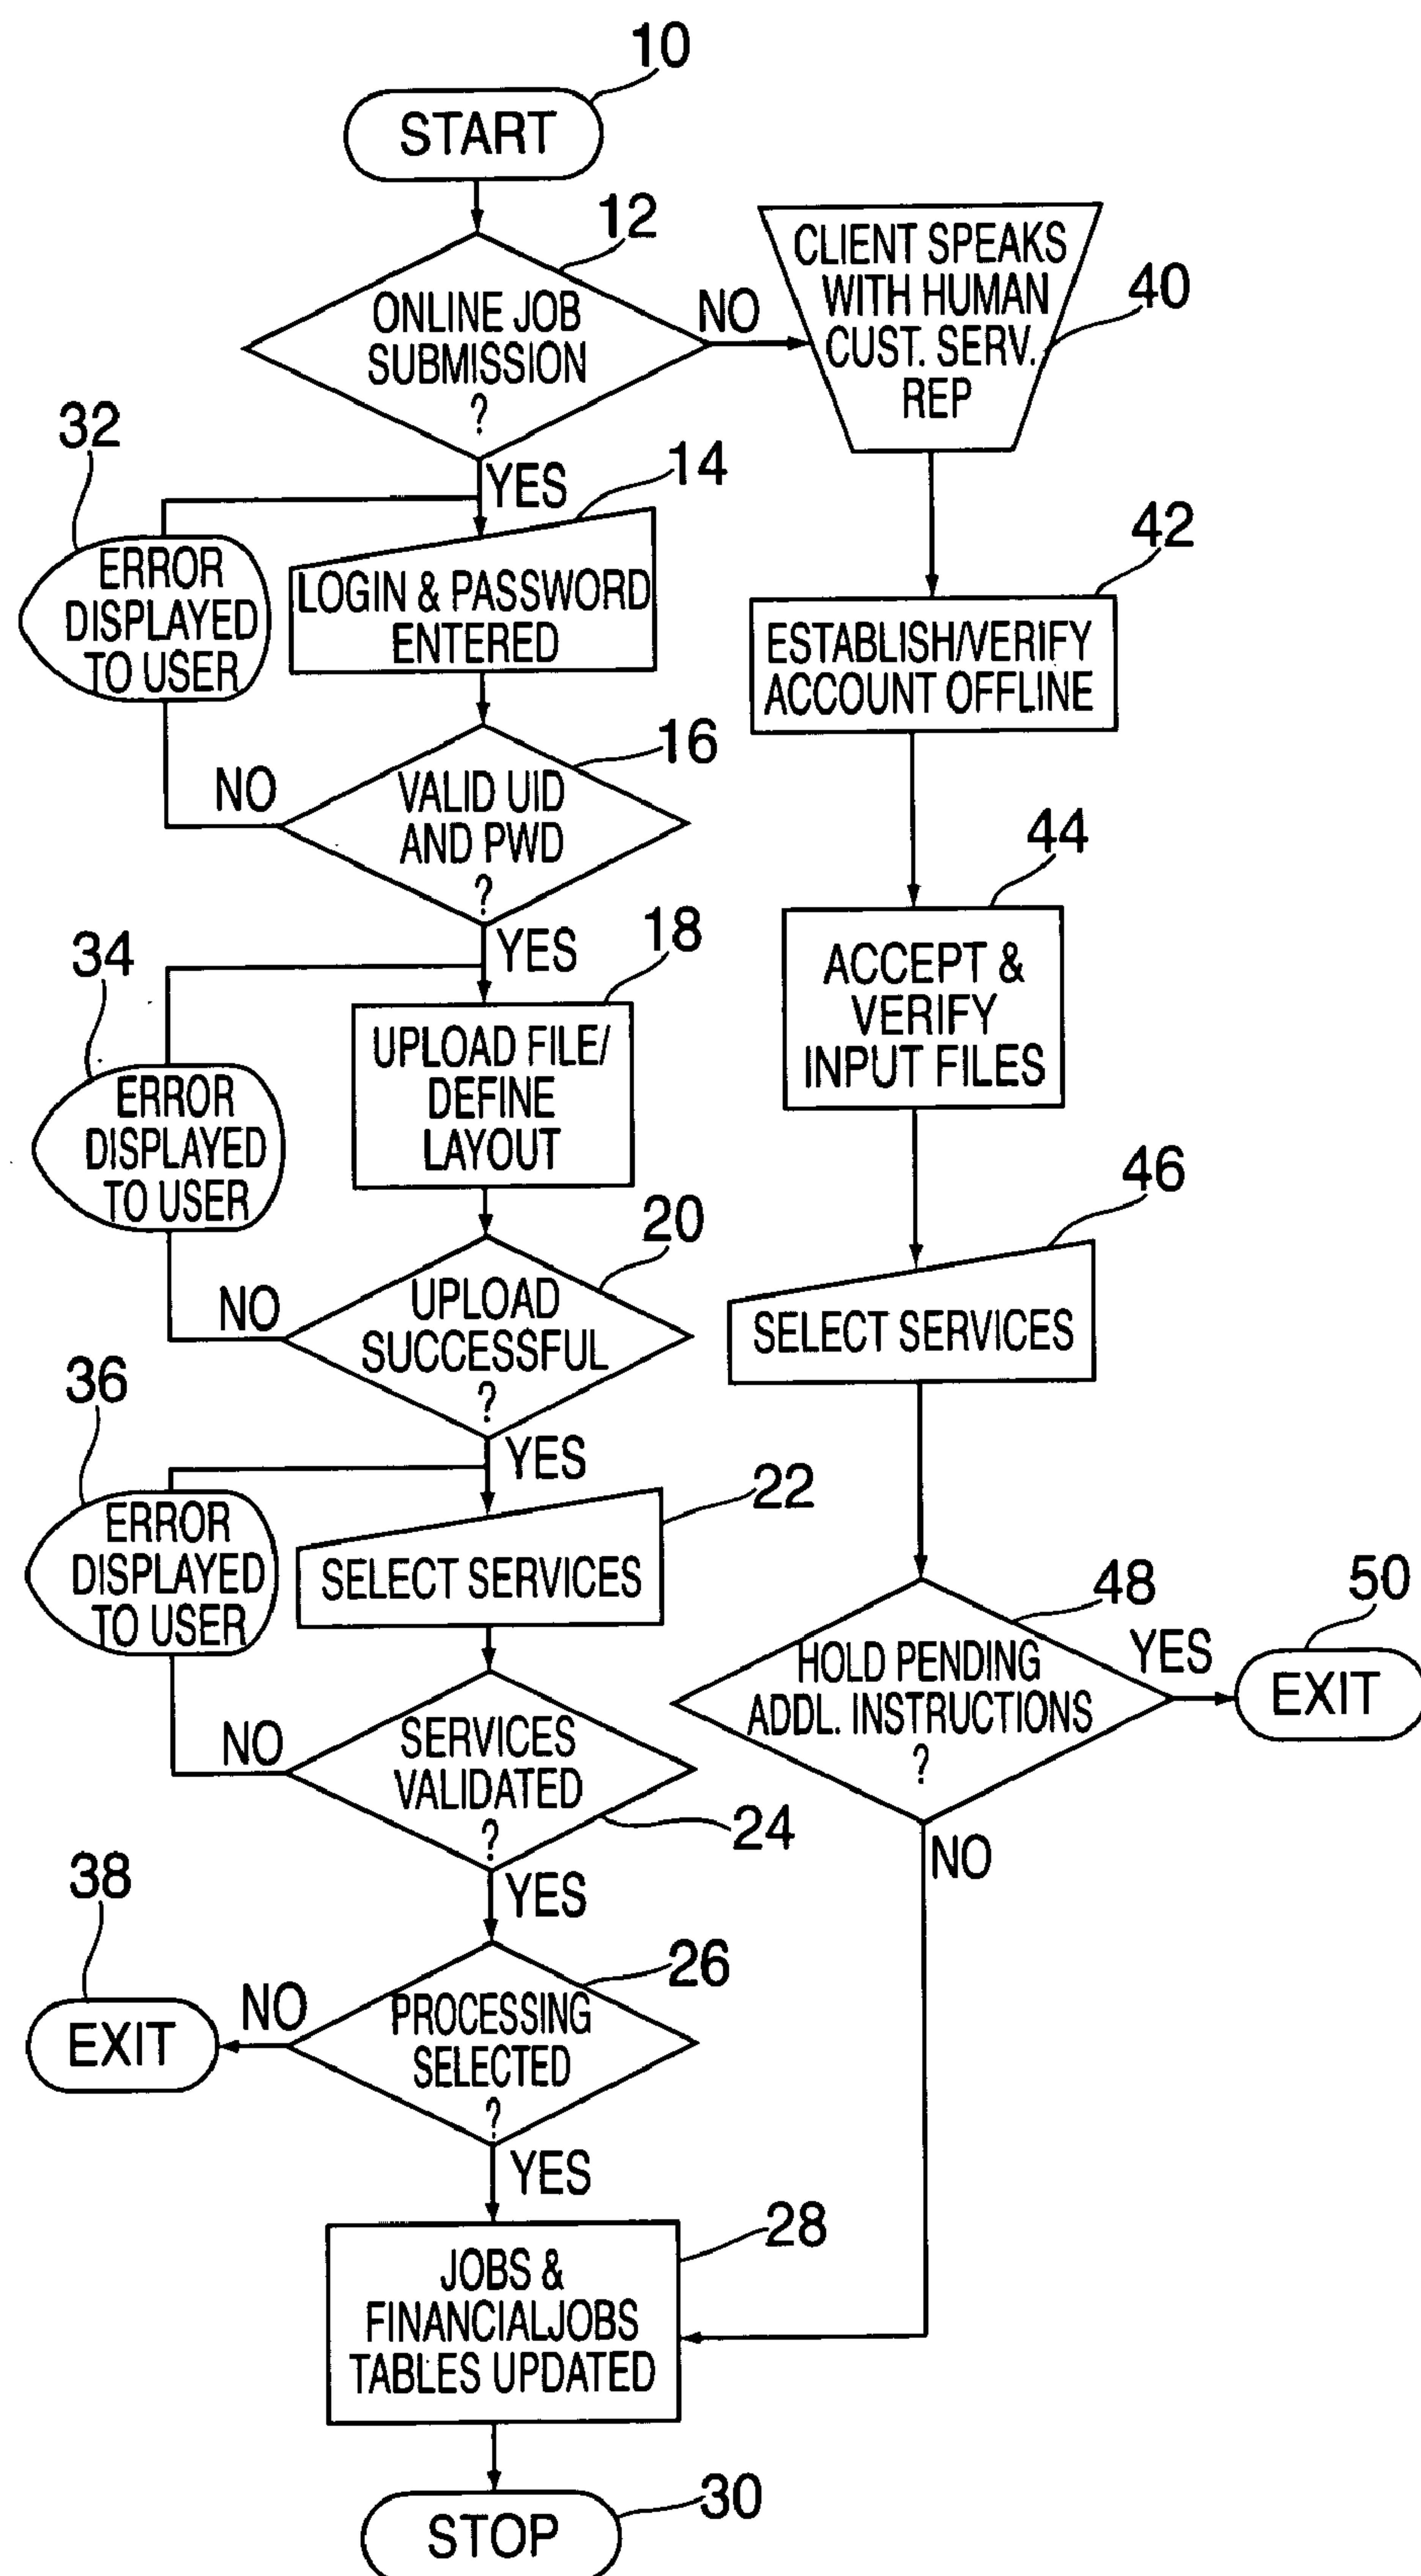 10
START
12
ONLINE JOB
SUBMISSION
?
NO
CLIENT SPEAKS
WITH HUMAN
CUST. SERV.
REP
40
YES
32
ERROR
DISPLAYED
TO USER
14
LOGIN & PASSWORD
ENTERED
42
ESTABLISH/VERIFY
ACCOUNT OFFLINE
16
VALID UID
AND PWD
?
NO
YES
44
ACCEPT &
VERIFY
INPUT FILES
34
ERROR
DISPLAYED
TO USER
18
UPLOAD FILE/
DEFINE
LAYOUT
20
UPLOAD
SUCCESSFUL
?
NO
YES
46
SELECT SERVICES
36
ERROR
DISPLAYED
TO USER
22
SELECT SERVICES
48
HOLD PENDING
ADDL. INSTRUCTIONS
?
YES
50
EXIT
NO
SERVICES
VALIDATED
?
24
NO
YES
38
EXIT
NO
26
PROCESSING
SELECTED
?
YES
28
JOBS &
FINANCIALJOBS
TABLES UPDATED
30
STOP